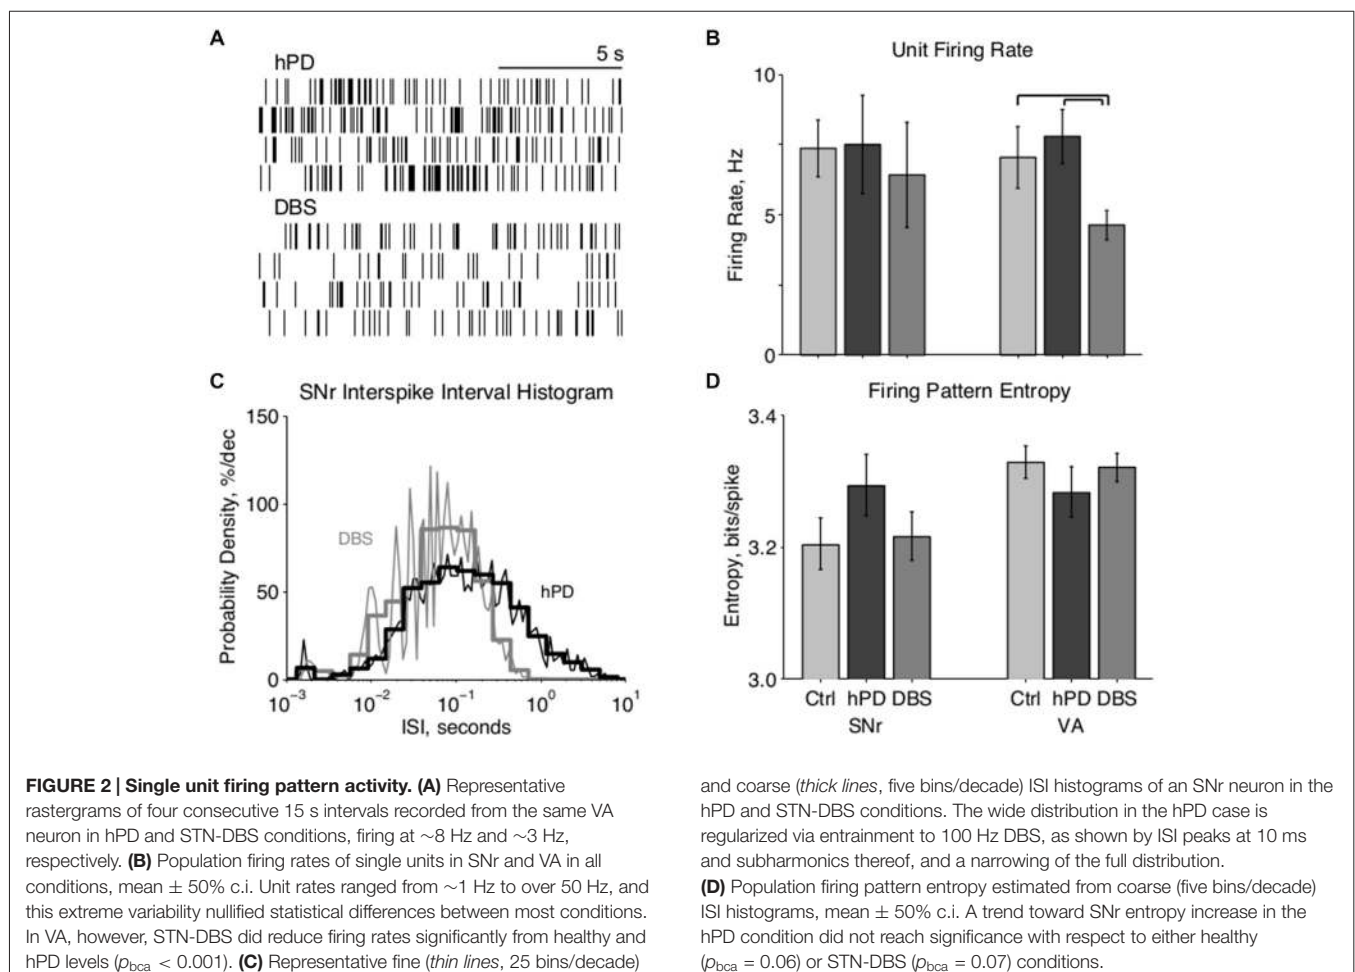 A
hPD
5 s
DBS
B
Unit Firing Rate
10
5
0
Firing Rate, Hz
C
SNr Interspike Interval Histogram
150
100
50
0
Probability Density, %/dec
DBS
hPD
10⁻³ 10⁻² 10⁻¹ 10⁰ 10¹
ISI, seconds
D
Firing Pattern Entropy
3.4
3.2
3.0
Entropy, bits/spike
Ctrl hPD DBS Ctrl hPD DBS
SNr VA
FIGURE 2 | Single unit firing pattern activity. (A) Representative
rastergrams of four consecutive 15 s intervals recorded from the same VA
neuron in hPD and STN-DBS conditions, firing at ∼8 Hz and ∼3 Hz,
respectively. (B) Population firing rates of single units in SNr and VA in all
conditions, mean ± 50% c.i. Unit rates ranged from ∼1 Hz to over 50 Hz, and
this extreme variability nullified statistical differences between most conditions.
In VA, however, STN-DBS did reduce firing rates significantly from healthy and
hPD levels (pbca < 0.001). (C) Representative fine (thin lines, 25 bins/decade)
and coarse (thick lines, five bins/decade) ISI histograms of an SNr neuron in the
hPD and STN-DBS conditions. The wide distribution in the hPD case is
regularized via entrainment to 100 Hz DBS, as shown by ISI peaks at 10 ms
and subharmonics thereof, and a narrowing of the full distribution.
(D) Population firing pattern entropy estimated from coarse (five bins/decade)
ISI histograms, mean ± 50% c.i. A trend toward SNr entropy increase in the
hPD condition did not reach significance with respect to either healthy
(pbca = 0.06) or STN-DBS (pbca = 0.07) conditions.